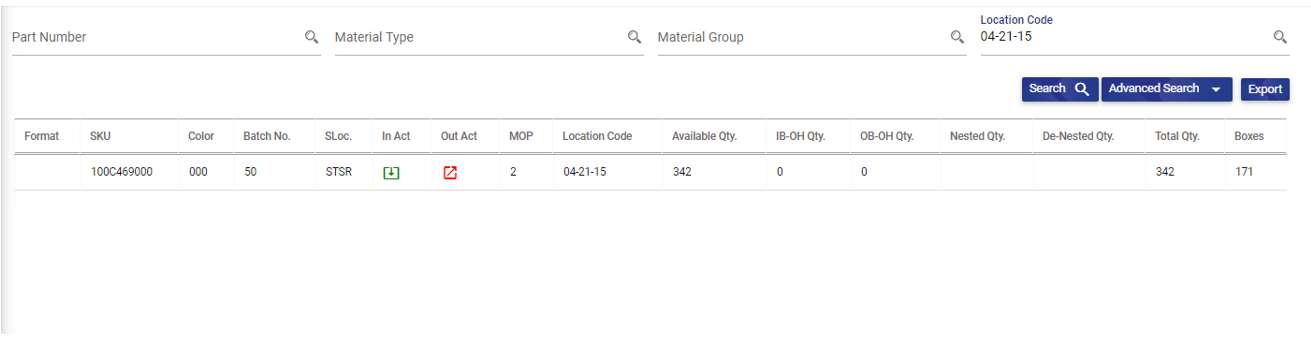 Location Code
Part Number Material Type Material Group 04-21-15
Search Advanced Search Export
Format SKU Color Batch No. SLoc. In Act Out Act MOP Location Code Available Qty. IB-OH Qty. OB-OH Qty. Nested Qty. De-Nested Qty. Total Qty. Boxes
100C469000 000 50 STSR 2 04-21-15 342 0 0 342 171